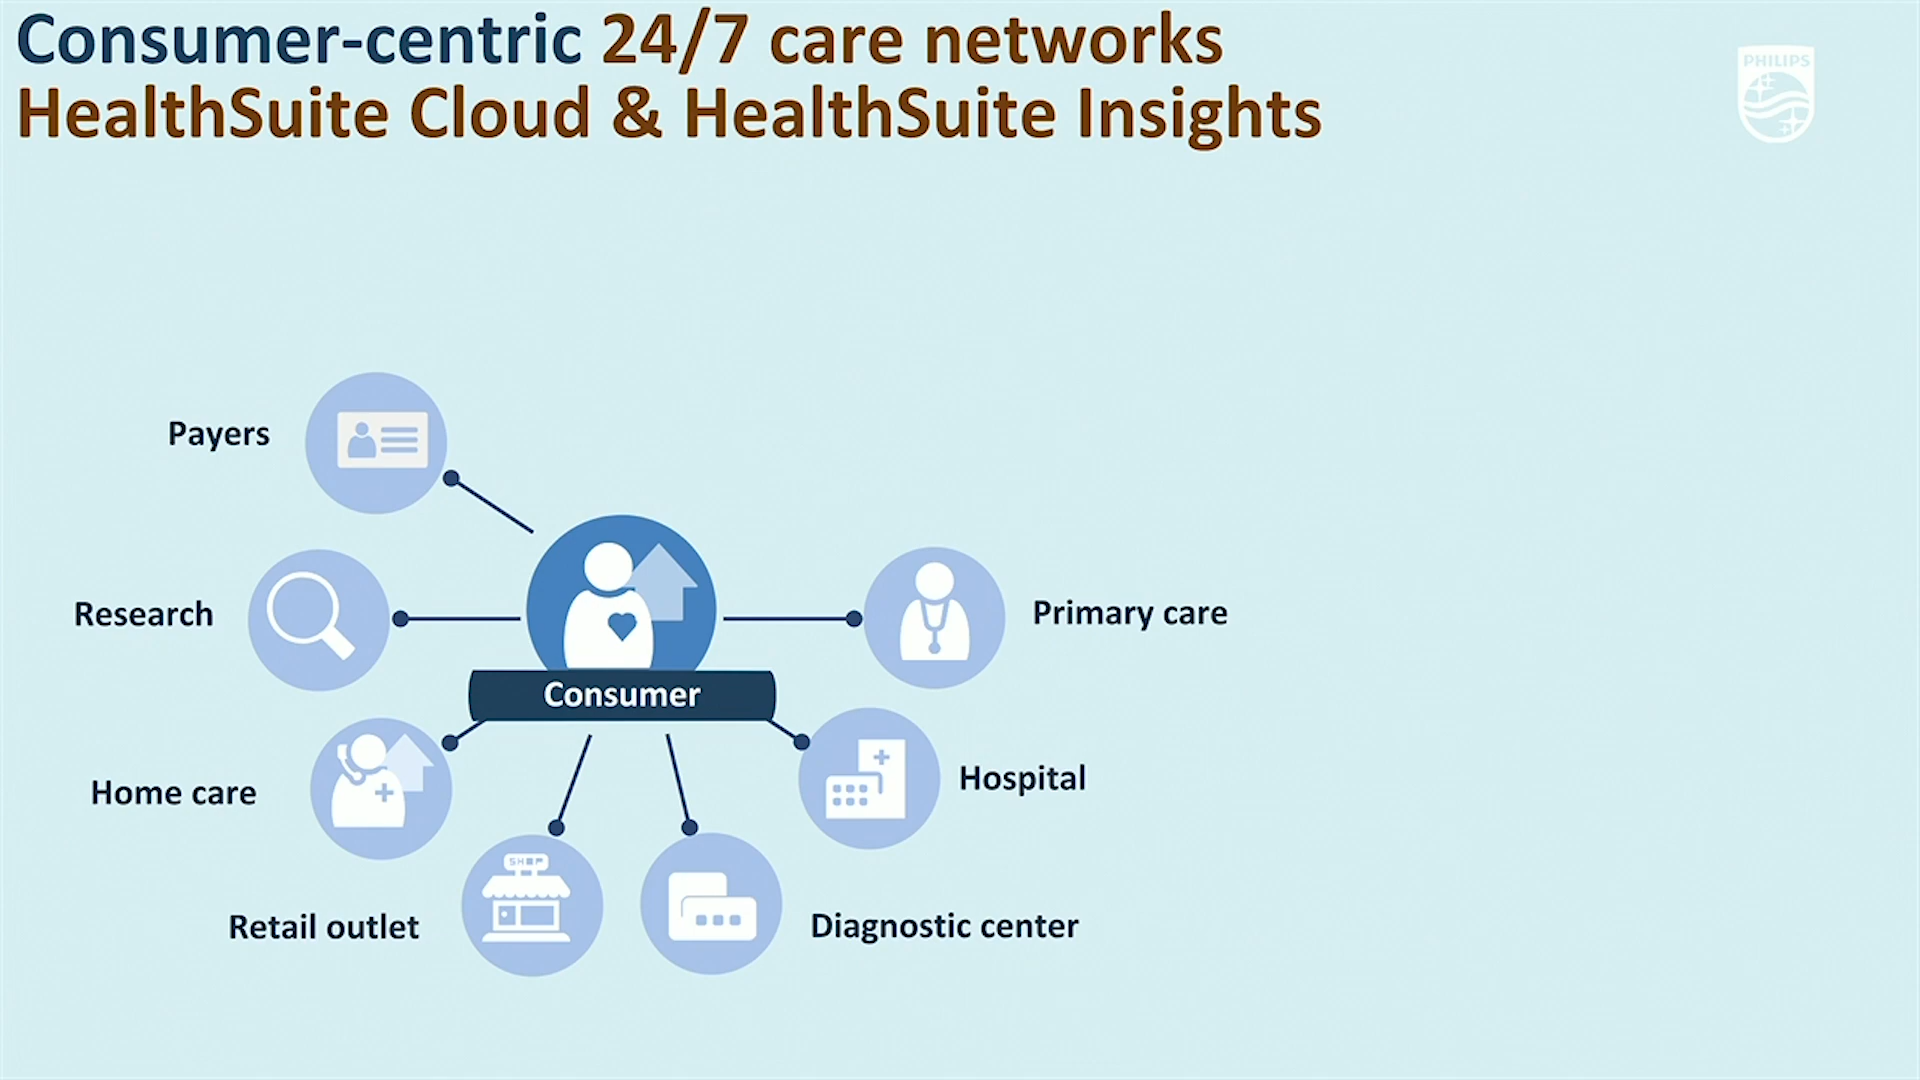 Consumer-centric 24/7 care networks
HealthSuite Cloud & HealthSuite Insights
PHILIPS
Payers
Research
Primary care
Consumer
Hospital
Home care
SHOP
Retail outlet
Diagnostic center